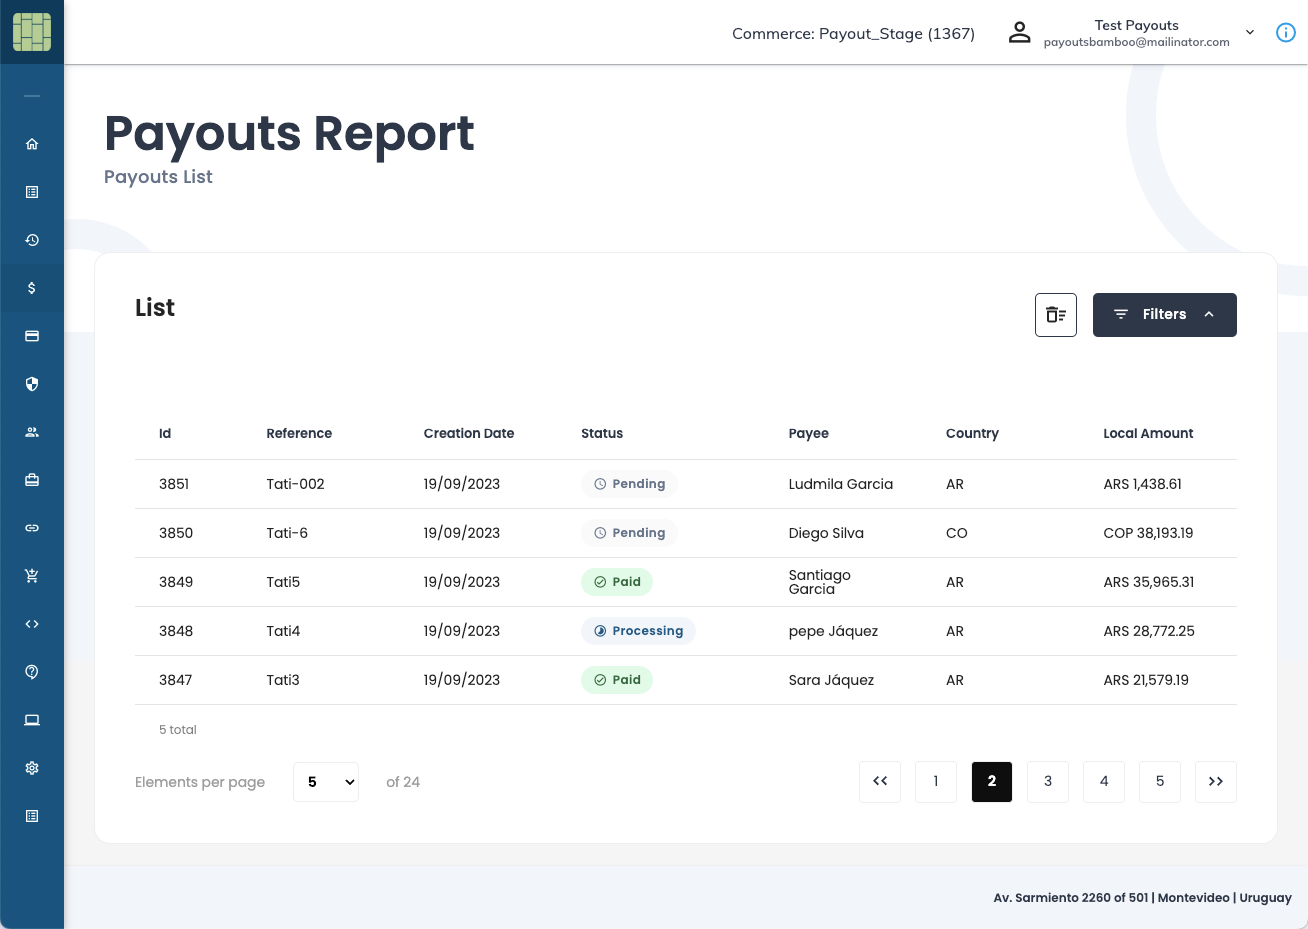 Commerce: Payout_Stage (1367)
Test Payouts
payoutsbamboo@mailinator.com
Payouts Report
Payouts List
List
Filters
Id Reference Creation Date Status Payee Country Local Amount
3851 Tati-002 19/09/2023 Pending Ludmila Garcia AR ARS 1,438.61
3850 Tati-6 19/09/2023 Pending Diego Silva CO COP 38,193.19
3849 Tati5 19/09/2023 Paid Santiago Garcia AR ARS 35,965.31
3848 Tati4 19/09/2023 Processing pepe Jáquez AR ARS 28,772.25
3847 Tati3 19/09/2023 Paid Sara Jáquez AR ARS 21,579.19
5 total
Elements per page 5 of 24 << 1 2 3 4 5 >>
Av. Sarmiento 2260 of 501 | Montevideo | Uruguay